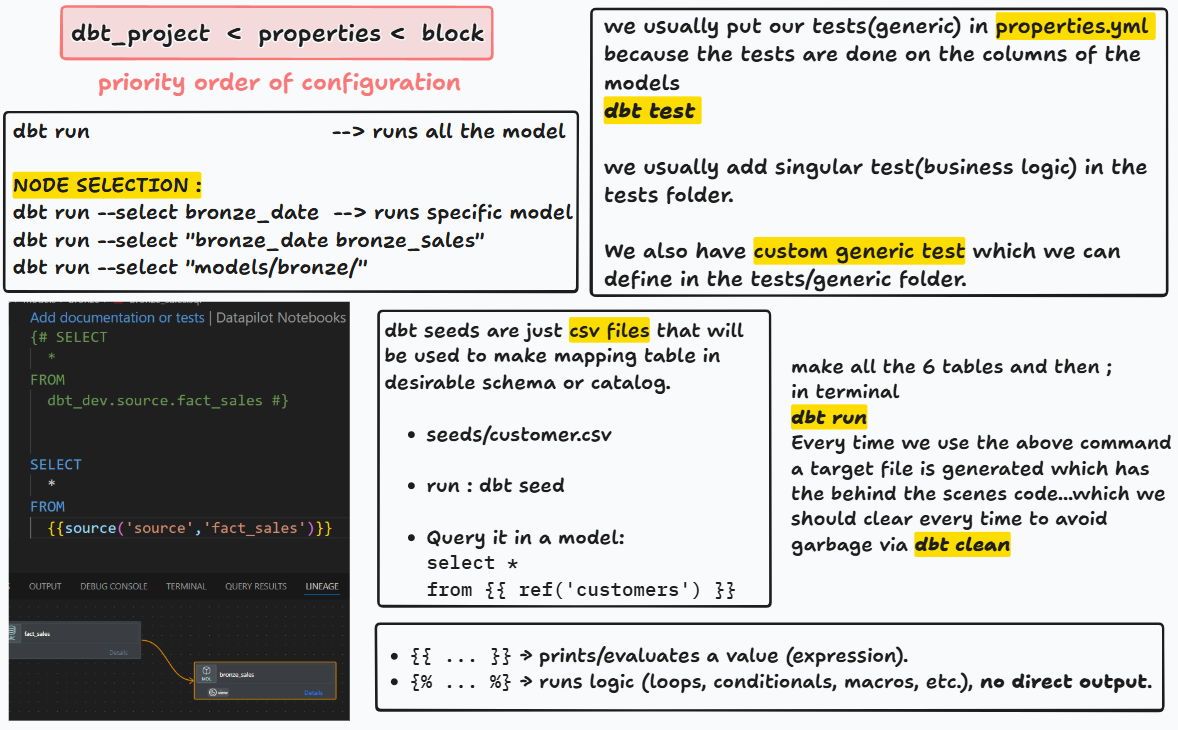 dbt_project < properties < block
priority order of configuration
dbt run --> runs all the model
NODE SELECTION :
dbt run --select bronze_date --> runs specific model
dbt run --select "bronze_date bronze_sales"
dbt run --select "models/bronze/"
we usually put our tests(generic) in properties.yml
because the tests are done on the columns of the
models
dbt test
we usually add singular test(business logic) in the
tests folder.
We also have custom generic test which we can
define in the tests/generic folder.
Add documentation or tests | Datapilot Notebooks
{# SELECT
*
FROM
dbt_dev.source.fact_sales #}
SELECT
*
FROM
{{source('source','fact_sales')}}
OUTPUT DEBUG CONSOLE TERMINAL QUERY RESULTS LINEAGE
fact_sales
Details
MDL
bronze_sales
view
Details
dbt seeds are just csv files that will
be used to make mapping table in
desirable schema or catalog.
• seeds/customer.csv
• run : dbt seed
• Query it in a model:
select *
from {{ ref('customers') }}
make all the 6 tables and then ;
in terminal
dbt run
Every time we use the above command
a target file is generated which has
the behind the scenes code...which we
should clear every time to avoid
garbage via dbt clean
• {{ ... }} → prints/evaluates a value (expression).
• {% ... %} → runs logic (loops, conditionals, macros, etc.), no direct output.